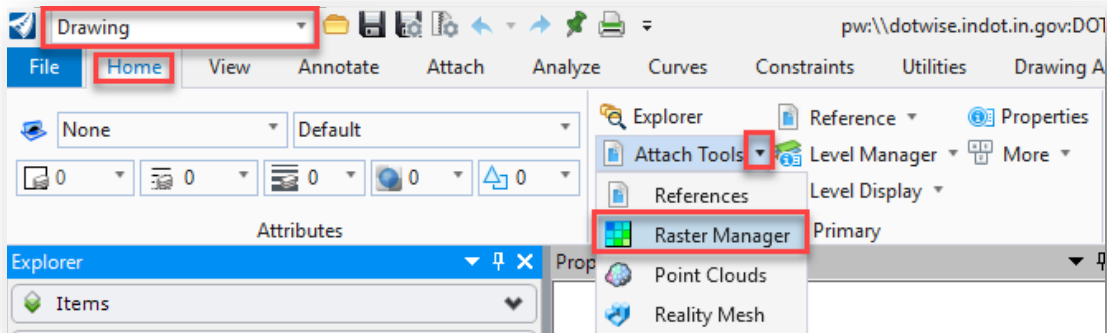 Drawing
pw:\\dotwise.indot.in.gov:DOT
File Home View Annotate Attach Analyze Curves Constraints Utilities Drawing A
None Default
Explorer Reference Properties
Attach Tools Level Manager More
0 0 0 0 0
References Level Display
Attributes
Raster Manager Primary
Explorer Prop
Point Clouds
Items
Reality Mesh